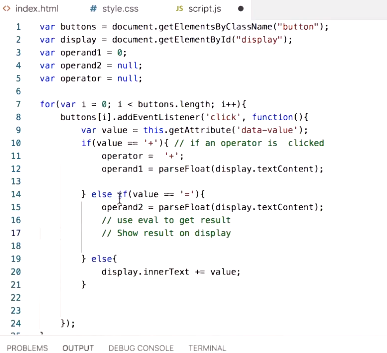 index.html style.css script.js
1 var buttons = document.getElementsByClassName("button");
2 var display = document.getElementById("display");
3 var operand1 = 0;
4 var operand2 = null;
5 var operator = null;
6
7 for(var i = 0; i < buttons.length; i++){
8 buttons[i].addEventListener('click', function(){
9 var value = this.getAttribute('data-value');
10 if(value == '+'){ // if an operator is clicked
11 operator = '+';
12 operand1 = parseFloat(display.textContent);
13
14 } else if(value == '='){
15 operand2 = parseFloat(display.textContent);
16 // use eval to get result
17 // Show result on display
18
19 } else{
20 display.innerText += value;
21 }
22
23
24 });
PROBLEMS OUTPUT DEBUG CONSOLE TERMINAL